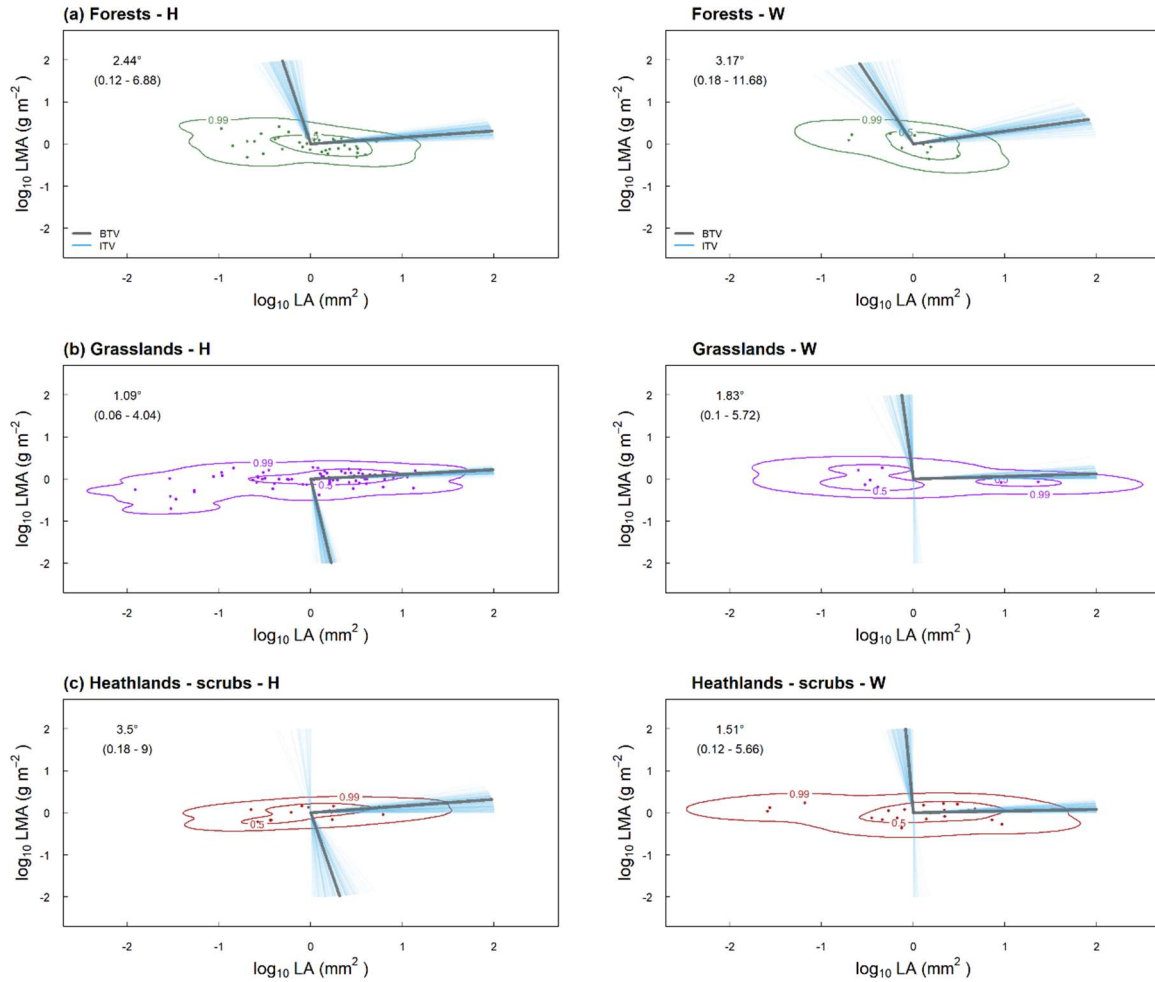 (a) Forests - H
Forests - W
log10 LMA (g m−2)
2
1
0
-1
-2
2.44°
(0.12 - 6.88)
0.99
BTV
ITV
-2 -1 0 1 2
log10 LA (mm2 )
log10 LMA (g m−2)
2
1
0
-1
-2
3.17°
(0.18 - 11.68)
0.99
0.5
BTV
ITV
-2 -1 0 1 2
log10 LA (mm2 )
(b) Grasslands - H
Grasslands - W
log10 LMA (g m−2)
2
1
0
-1
-2
1.09°
(0.06 - 4.04)
0.99
0.5
-2 -1 0 1 2
log10 LA (mm2 )
log10 LMA (g m−2)
2
1
0
-1
-2
1.83°
(0.1 - 5.72)
0.99
0.5
0.99
-2 -1 0 1 2
log10 LA (mm2 )
(c) Heathlands - scrubs - H
Heathlands - scrubs - W
log10 LMA (g m−2)
2
1
0
-1
-2
3.5°
(0.18 - 9)
0.99
0.5
-2 -1 0 1 2
log10 LA (mm2 )
log10 LMA (g m−2)
2
1
0
-1
-2
1.51°
(0.12 - 5.66)
0.99
0.5
-2 -1 0 1 2
log10 LA (mm2 )